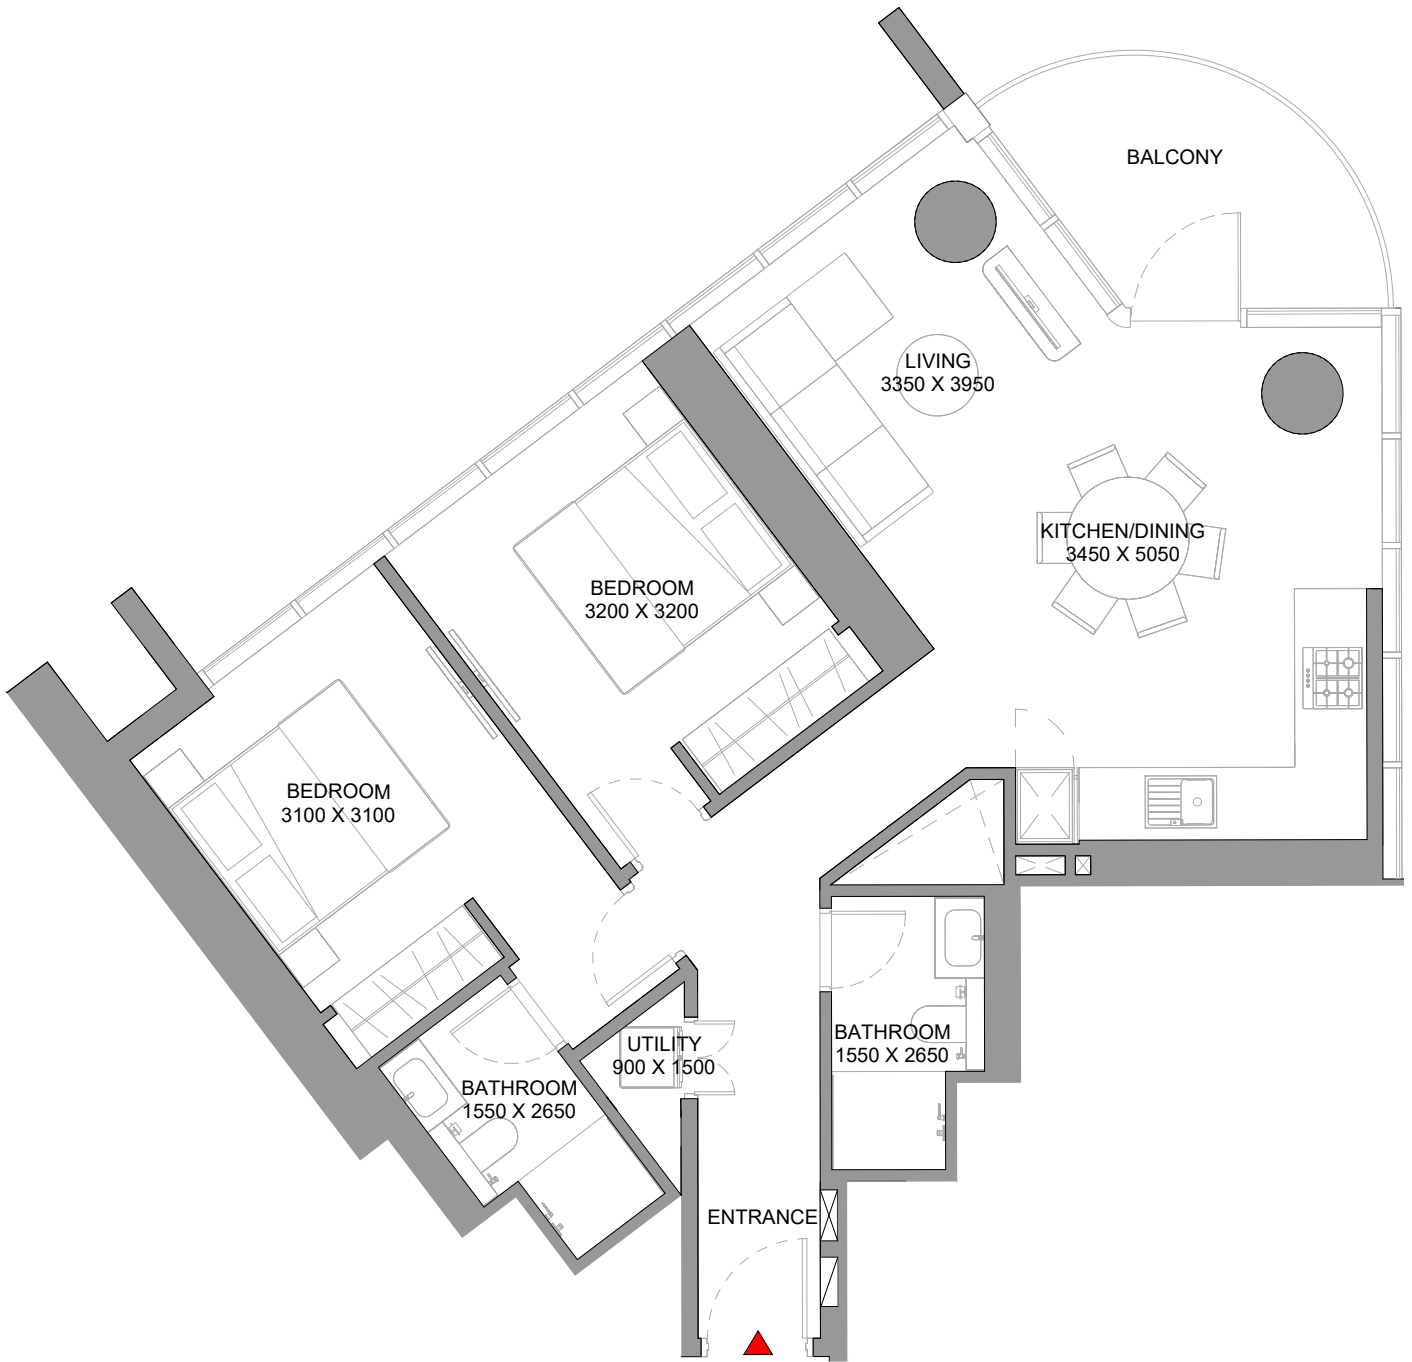 BALCONY
LIVING
3350 X 3950
KITCHEN/DINING
3450 X 5050
BEDROOM
3200 X 3200
BEDROOM
3100 X 3100
UTILITY
900 X 1500
BATHROOM
1550 X 2650
BATHROOM
1550 X 2650
ENTRANCE